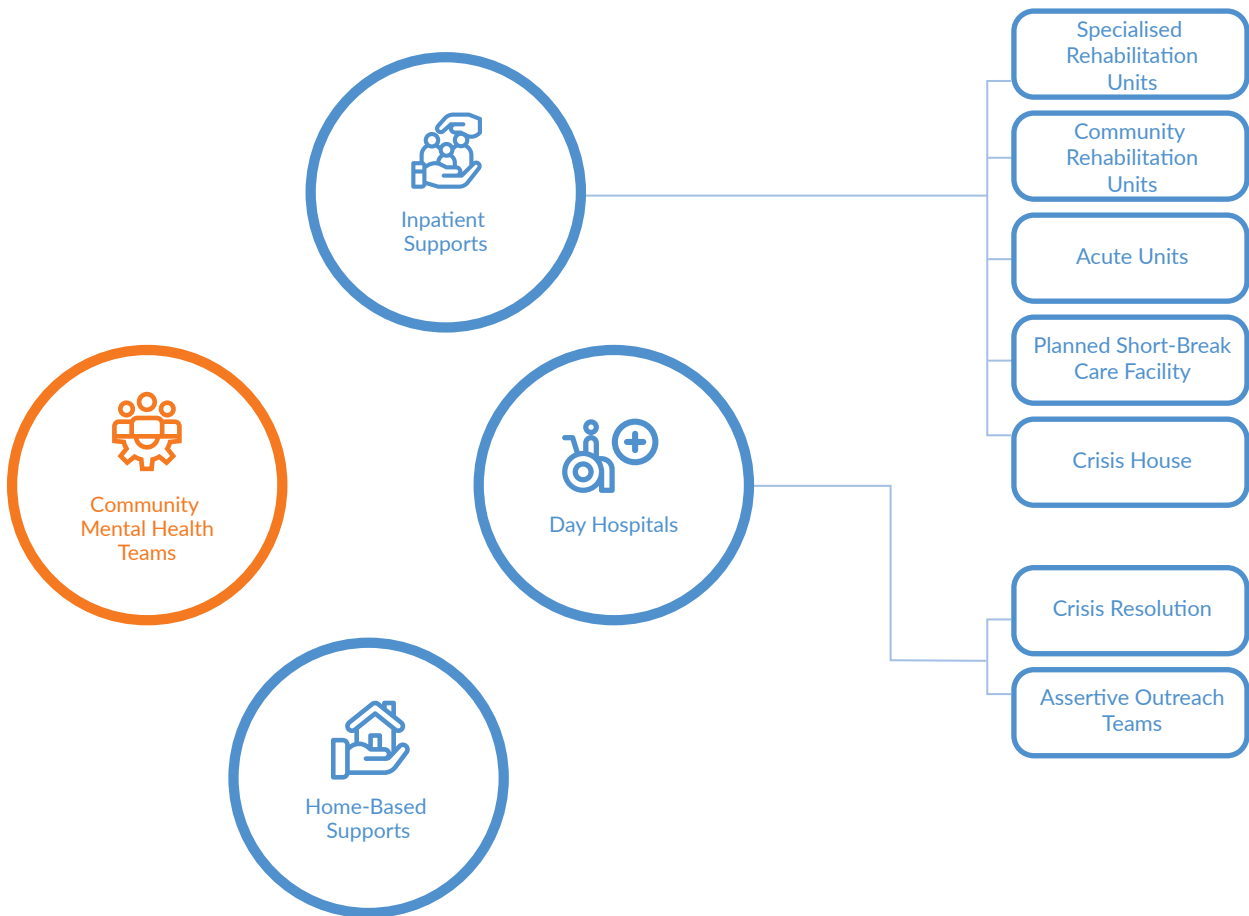 Inpatient
Supports
Community
Mental Health
Teams
Day Hospitals
Home-Based
Supports
Specialised
Rehabilitation
Units
Community
Rehabilitation
Units
Acute Units
Planned Short-Break
Care Facility
Crisis House
Crisis Resolution
Assertive Outreach
Teams